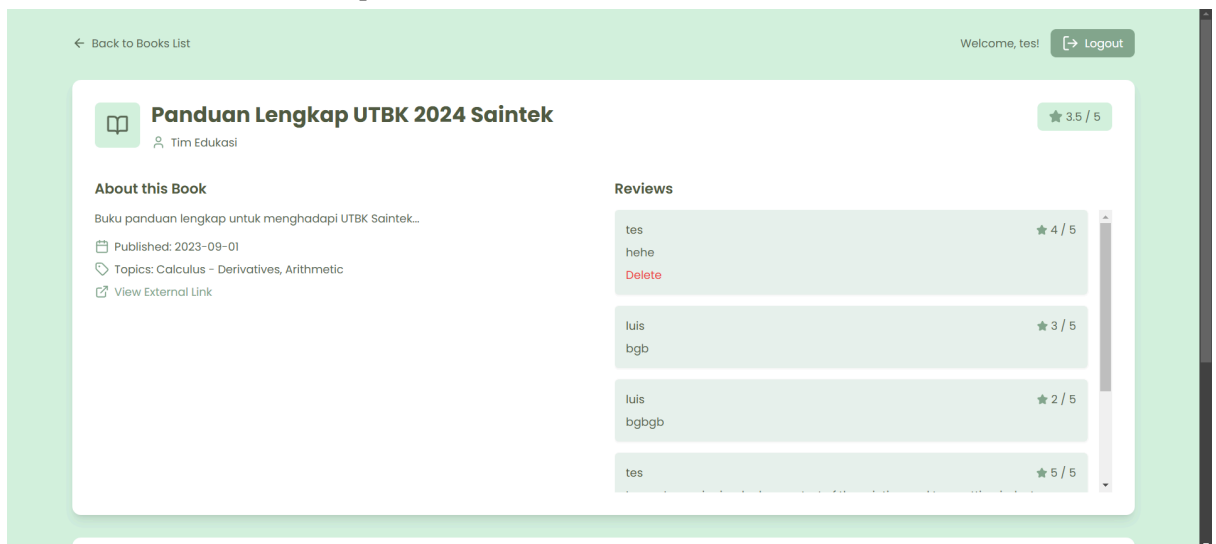 Back to Books List
Welcome, tes!
Logout
Panduan Lengkap UTBK 2024 Saintek
Tim Edukasi
3.5 / 5
About this Book
Buku panduan lengkap untuk menghadapi UTBK Saintek...
Published: 2023-09-01
Topics: Calculus - Derivatives, Arithmetic
View External Link
Reviews
tes
4 / 5
hehe
Delete
luis
3 / 5
bgb
luis
2 / 5
bgbgb
tes
5 / 5